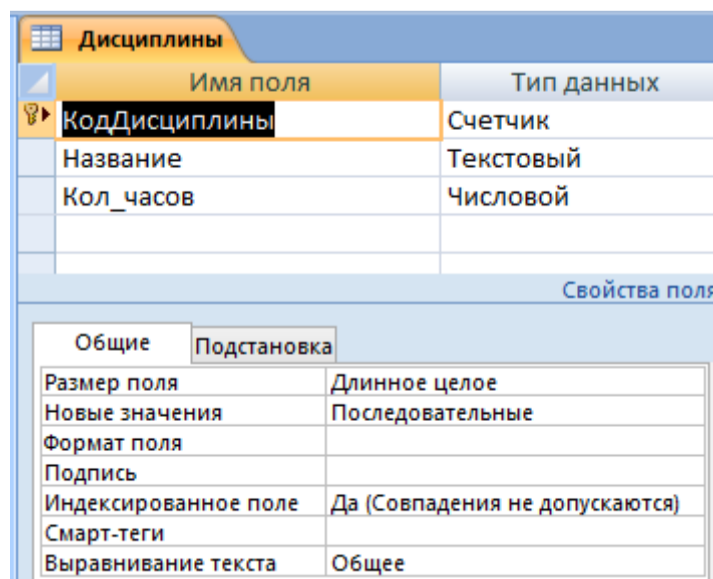 Дисциплины
Имя поля Тип данных
КодДисциплины Счетчик
Название Текстовый
Кол_часов Числовой
Свойства поля
Общие Подстановка
Размер поля Длинное целое
Новые значения Последовательные
Формат поля
Подпись
Индексированное поле Да (Совпадения не допускаются)
Смарт-теги
Выравнивание текста Общее